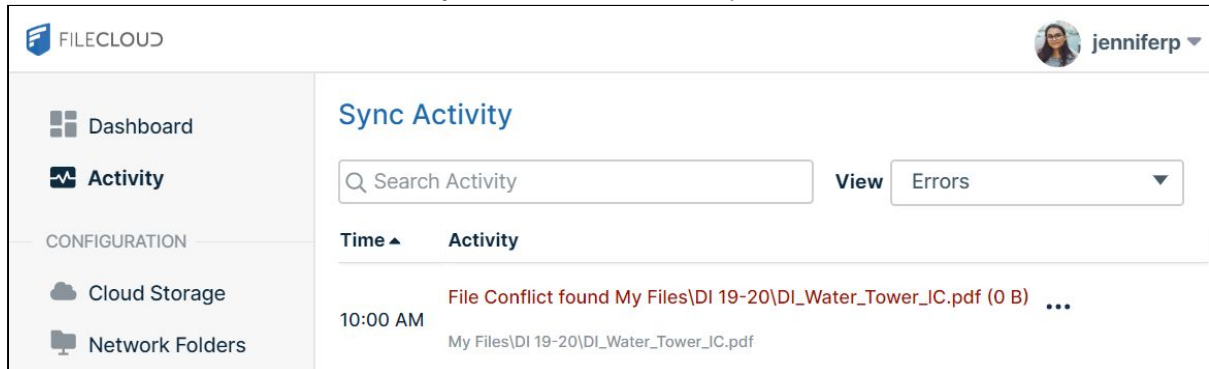 FILECLOUD
jenniferp
Dashboard
Activity
CONFIGURATION
Cloud Storage
Network Folders
Sync Activity
Search Activity
View Errors
Time Activity
10:00 AM
File Conflict found My Files\DI 19-20\DI_Water_Tower_IC.pdf (0 B) ...
My Files\DI 19-20\DI_Water_Tower_IC.pdf